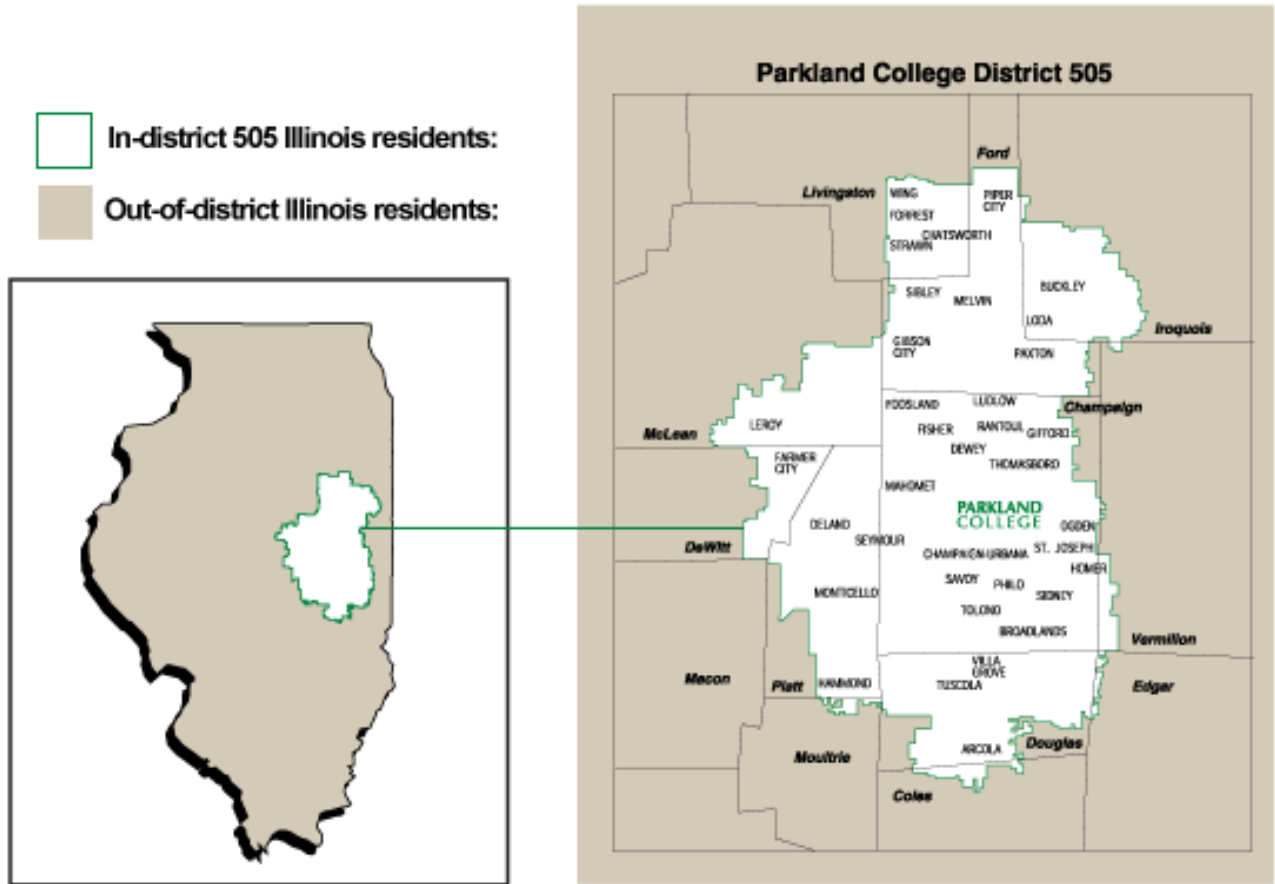 Parkland College District 505
In-district 505 Illinois residents:
Out-of-district Illinois residents:
Ford
Livingston
WING
PIPER
CITY
FORREST
CHATSWORTH
STRAWN
SIBLEY
MELVIN
BUCKLEY
LODA
Iroquois
GIBSON
CITY
PAXTON
FOOSLAND
LUDLOW
Champaign
LEROY
FISHER
RANTOUL
GIFFORD
McLean
DEWEY
FARMER
CITY
THOMASBORO
MAHOMET
PARKLAND
COLLEGE
DELAND
OGDEN
SEYMOUR
DeWitt
CHAMPAIGN-URBANA
ST. JOSEPH
HOMER
SAVOY
PHILO
MONTICELLO
SIDNEY
TOLONO
BROADLANDS
Vermilion
VILLA
GROVE
Macon
Piatt
HAMMOND
TUSCOLA
Edgar
Moultrie
ARCOLA
Douglas
Coles